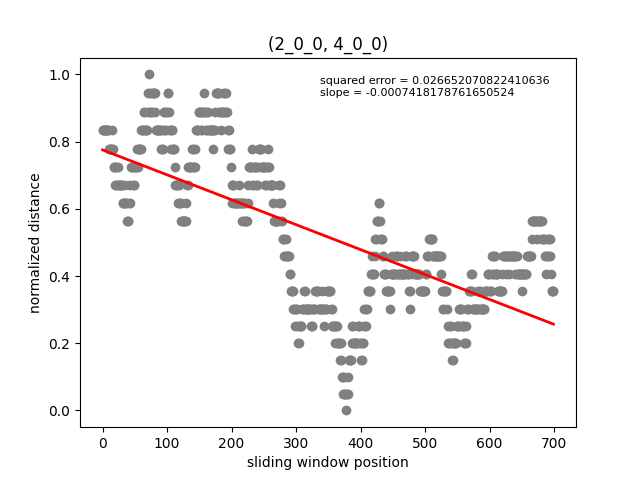 (2_0_0, 4_0_0)
squared error = 0.026652070822410636
slope = -0.0007418178761650524
1.0
0.8
0.6
0.4
0.2
0.0
normalized distance
0 100 200 300 400 500 600 700
sliding window position